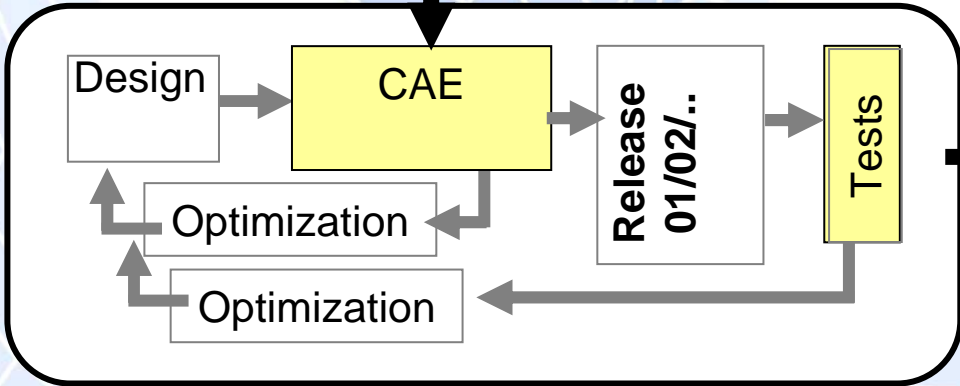 Design
CAE
Release
01/02/..
Tests
Optimization
Optimization